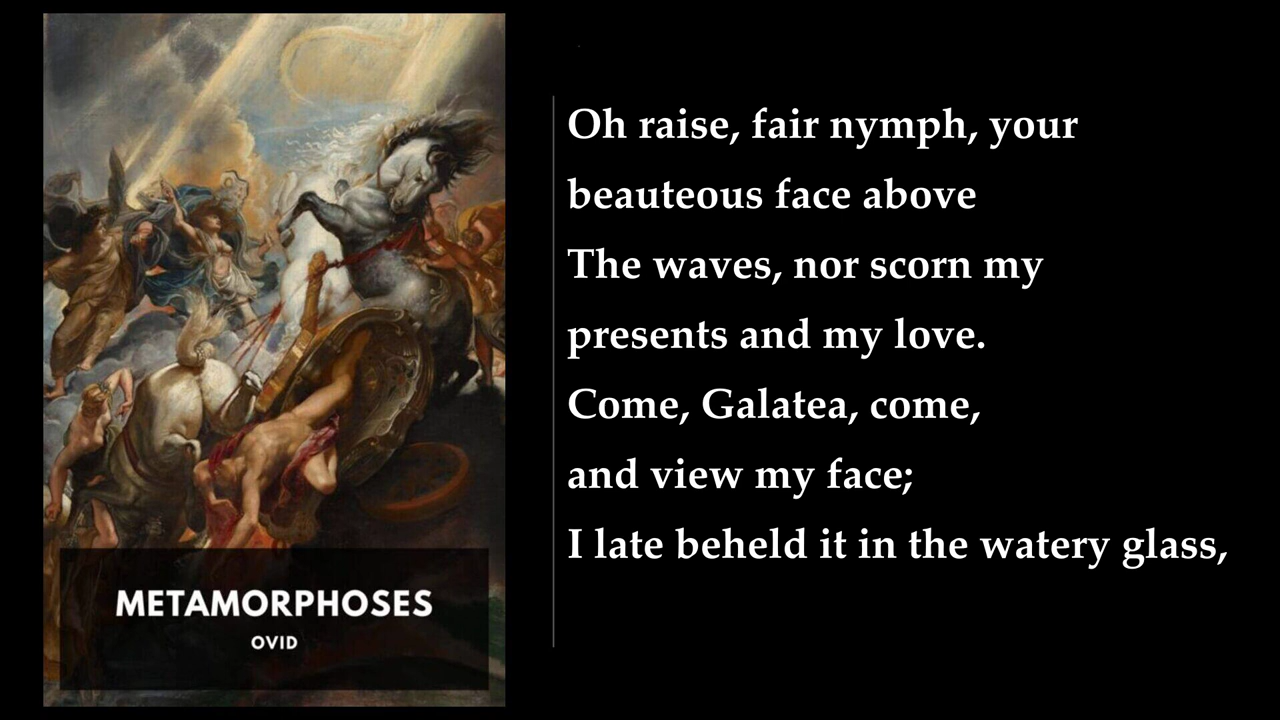 METAMORPHOSES
OVID
Oh raise, fair nymph, your
beauteous face above
The waves, nor scorn my
presents and my love.
Come, Galatea, come,
and view my face;
I late beheld it in the watery glass,